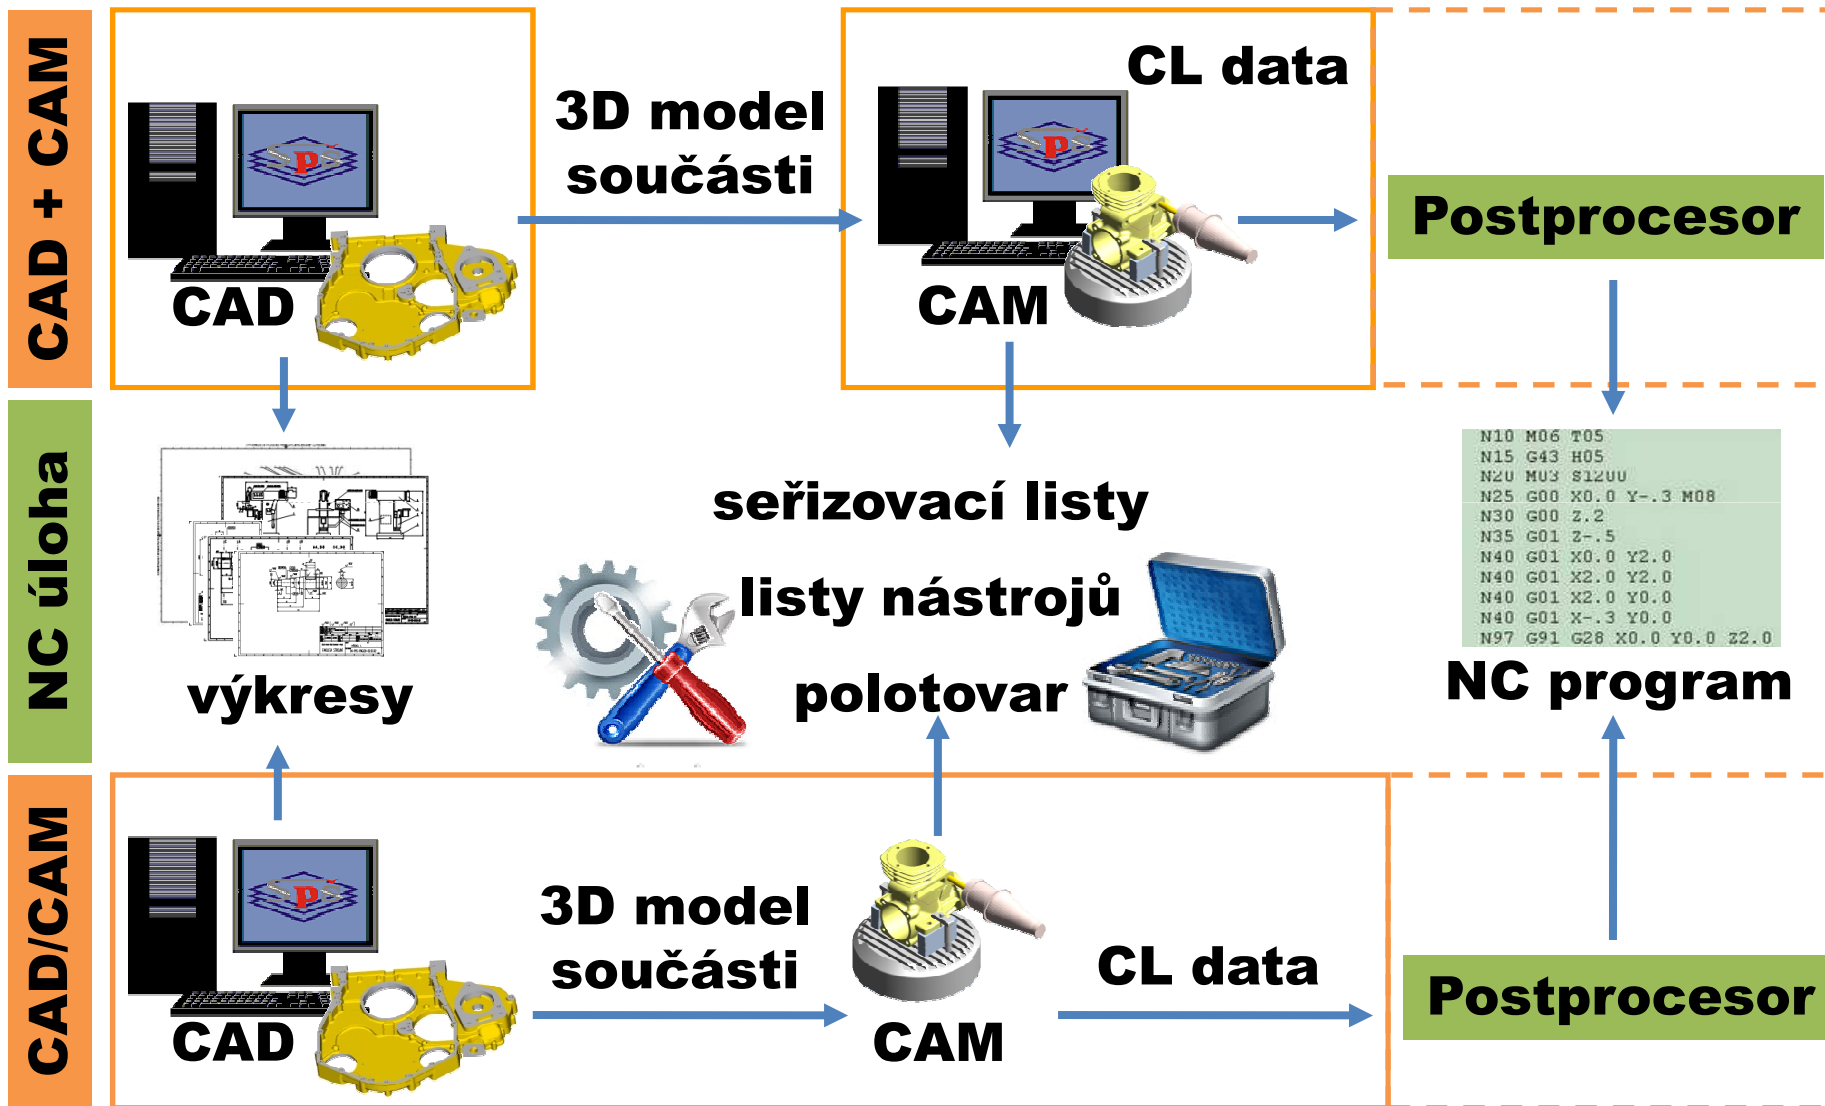 CAD + CAM
CL data
3D model
součásti
Postprocesor
CAD
CAM
NC úloha
N10 M06 T05
N15 G43 H05
N20 M03 S1200
N25 G00 X0.0 Y-.3 M08
N30 G00 Z.2
N35 G01 Z-.5
N40 G01 X0.0 Y2.0
N40 G01 X2.0 Y2.0
N40 G01 X2.0 Y0.0
N40 G01 X-.3 Y0.0
N97 G91 G28 X0.0 Y0.0 Z2.0
seřizovací listy
listy nástrojů
polotovar
výkresy
NC program
CAD/CAM
3D model
součásti
CL data
Postprocesor
CAD
CAM